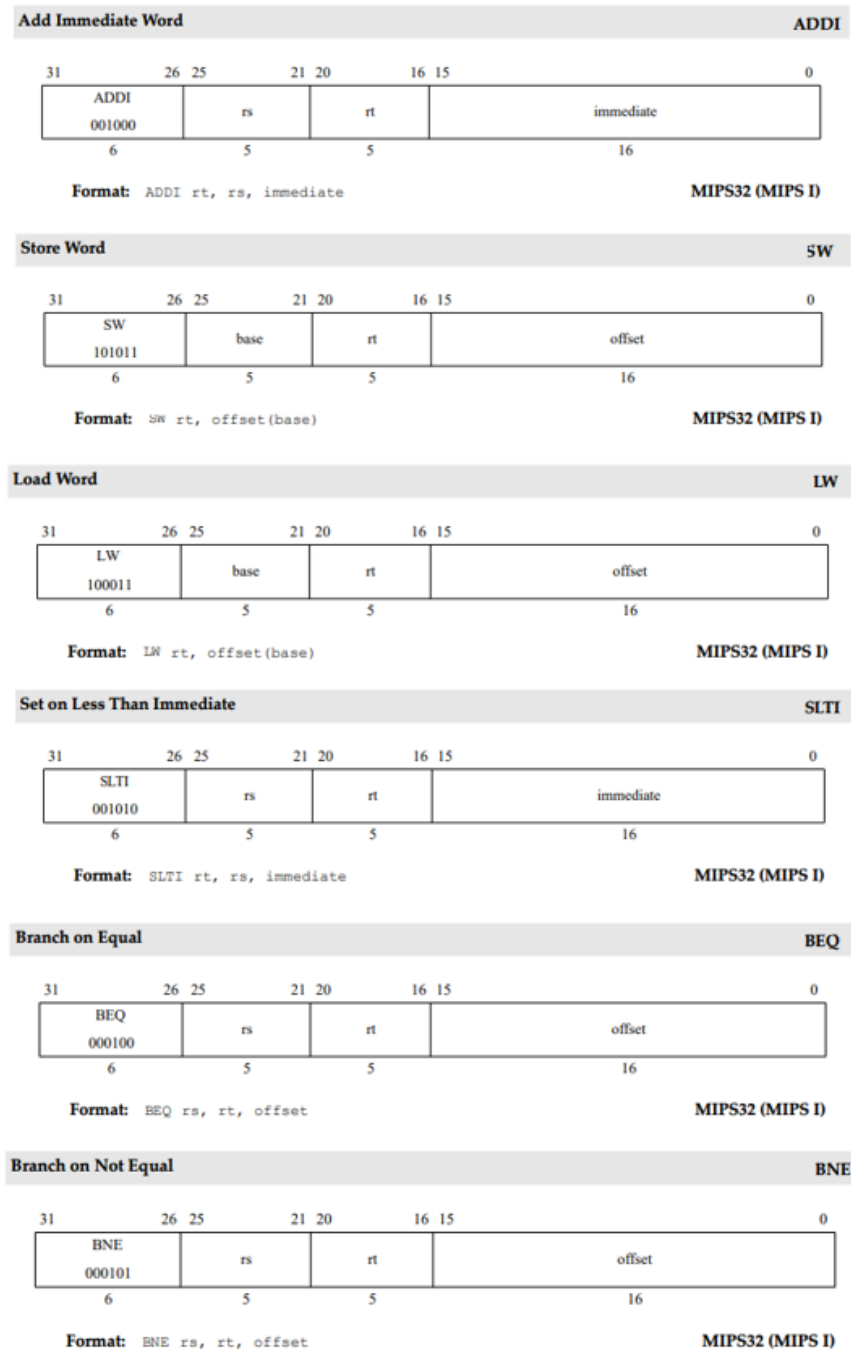 Add Immediate Word ADDI
31 26 25 21 20 16 15 0
ADDI
001000 rs rt immediate
6 5 5 16
Format: ADDI rt, rs, immediate MIPS32 (MIPS I)
Store Word SW
31 26 25 21 20 16 15 0
SW
101011 base rt offset
6 5 5 16
Format: SW rt, offset(base) MIPS32 (MIPS I)
Load Word LW
31 26 25 21 20 16 15 0
LW
100011 base rt offset
6 5 5 16
Format: LW rt, offset(base) MIPS32 (MIPS I)
Set on Less Than Immediate SLTI
31 26 25 21 20 16 15 0
SLTI
001010 rs rt immediate
6 5 5 16
Format: SLTI rt, rs, immediate MIPS32 (MIPS I)
Branch on Equal BEQ
31 26 25 21 20 16 15 0
BEQ
000100 rs rt offset
6 5 5 16
Format: BEQ rs, rt, offset MIPS32 (MIPS I)
Branch on Not Equal BNE
31 26 25 21 20 16 15 0
BNE
000101 rs rt offset
6 5 5 16
Format: BNE rs, rt, offset MIPS32 (MIPS I)